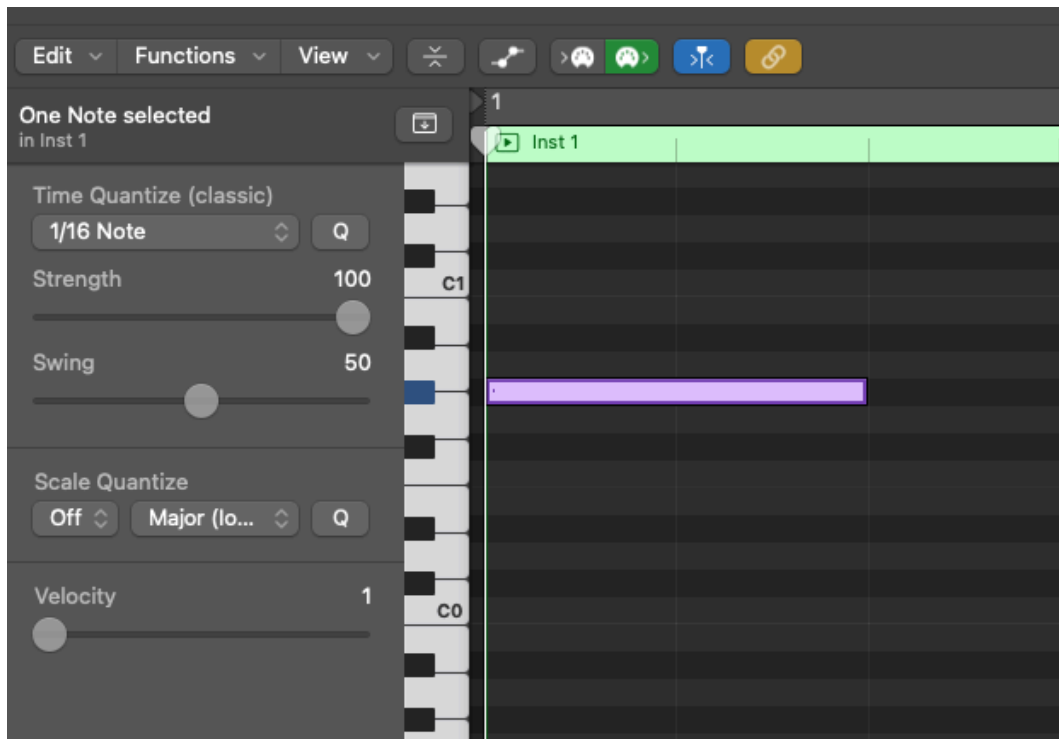 Edit Functions View
One Note selected
in Inst 1
1
Inst 1
Time Quantize (classic)
1/16 Note Q
Strength 100
Swing 50
Scale Quantize
Off Major (lo... Q
Velocity 1
C1
C0